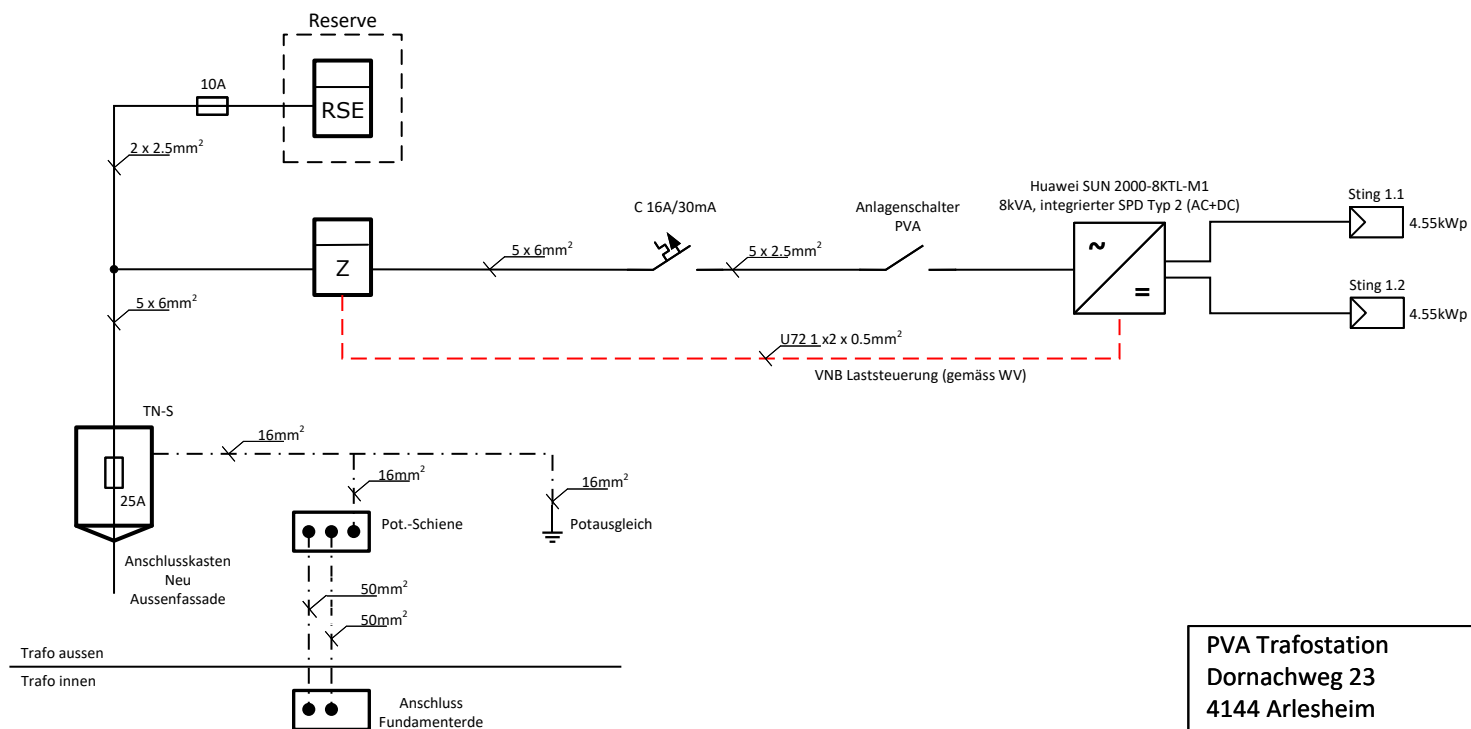 Reserve
10A
RSE
2 x 2.5mm²
Huawei SUN 2000-8KTL-M1
8kVA, integrierter SPD Typ 2 (AC+DC)
Sting 1.1
4.55kWp
C 16A/30mA
Anlagenschalter
PVA
5 x 6mm²
5 x 2.5mm²
Z
~
=
Sting 1.2
4.55kWp
5 x 6mm²
U72 1 x2 x 0.5mm²
VNB Laststeuerung (gemäss WV)
TN-S
16mm²
25A
16mm²
16mm²
Pot.-Schiene
Potausgleich
Anschlusskasten
Neu
Aussenfassade
50mm²
50mm²
Trafo aussen
Trafo innen
Anschluss
Fundamenterde
PVA Trafostation
Dornachweg 23
4144 Arlesheim